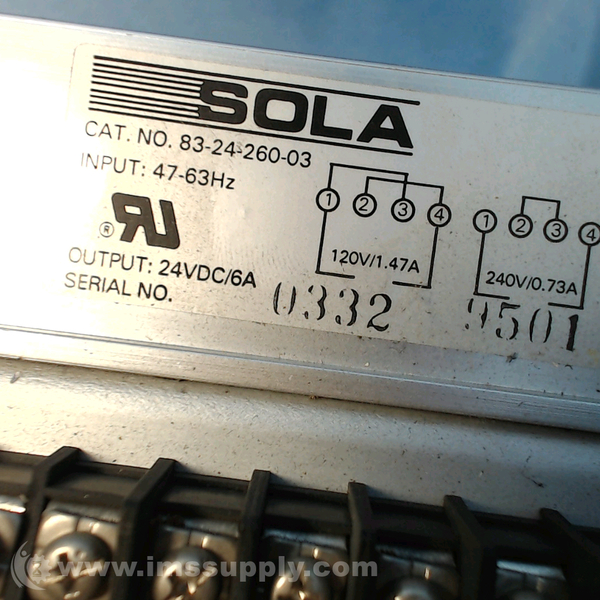 SOLA
CAT. NO. 83-24-260-03
INPUT: 47-63Hz
1 2 3 4
120V/1.47A
1 2 3 4
240V/0.73A
RU ®
OUTPUT: 24VDC/6A
SERIAL NO. 0332 9501
www.imssupply.com